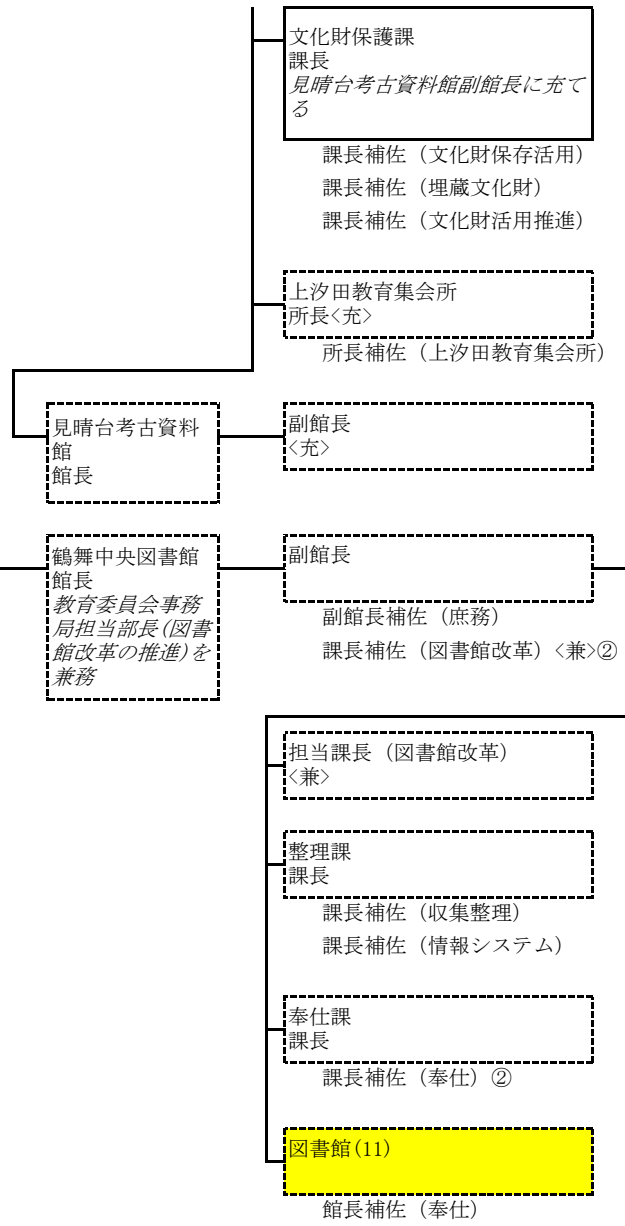 文化財保護課
課長
見晴台考古資料館副館長に充て
る
課長補佐（文化財保存活用）
課長補佐（埋蔵文化財）
課長補佐（文化財活用推進）
上汐田教育集会所
所長<充>
所長補佐（上汐田教育集会所）
見晴台考古資料
館
館長
副館長
<充>
鶴舞中央図書館
館長
教育委員会事務
局担当部長(図書
館改革の推進)を
兼務
副館長
副館長補佐（庶務）
課長補佐（図書館改革）<兼>②
担当課長（図書館改革）
<兼>
整理課
課長
課長補佐（収集整理）
課長補佐（情報システム）
奉仕課
課長
課長補佐（奉仕）②
図書館(11)
館長補佐（奉仕）